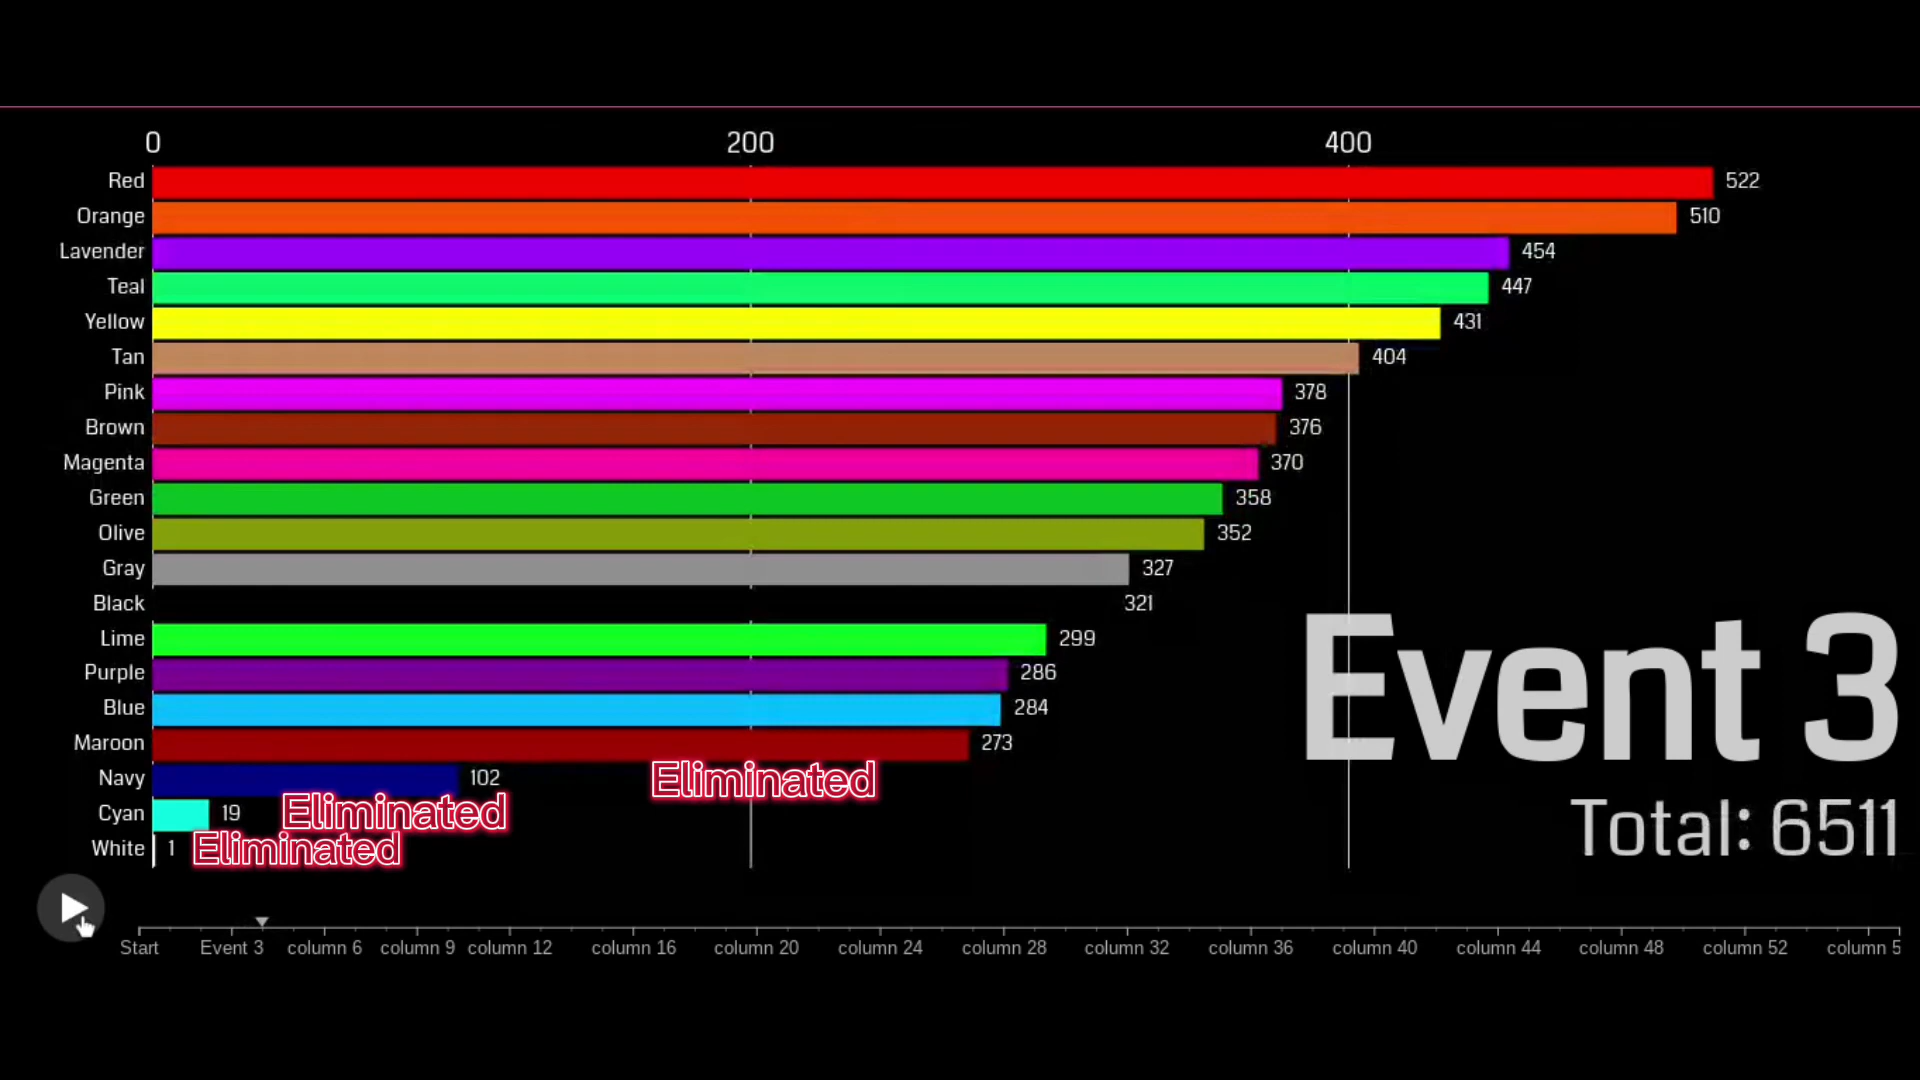 0 200 400
Red 522
Orange 510
Lavender 454
Teal 447
Yellow 431
Tan 404
Pink 378
Brown 376
Magenta 370
Green 358
Olive 352
Gray 327
Black 321
Lime 299
Purple 286
Blue 284
Maroon 273
Event 3
Navy 102 Eliminated
Cyan 19 Eliminated
Total: 6511
White 1 Eliminated
Start Event 3 column 6 column 9 column 12 column 16 column 20 column 24 column 28 column 32 column 36 column 40 column 44 column 48 column 52 column 5